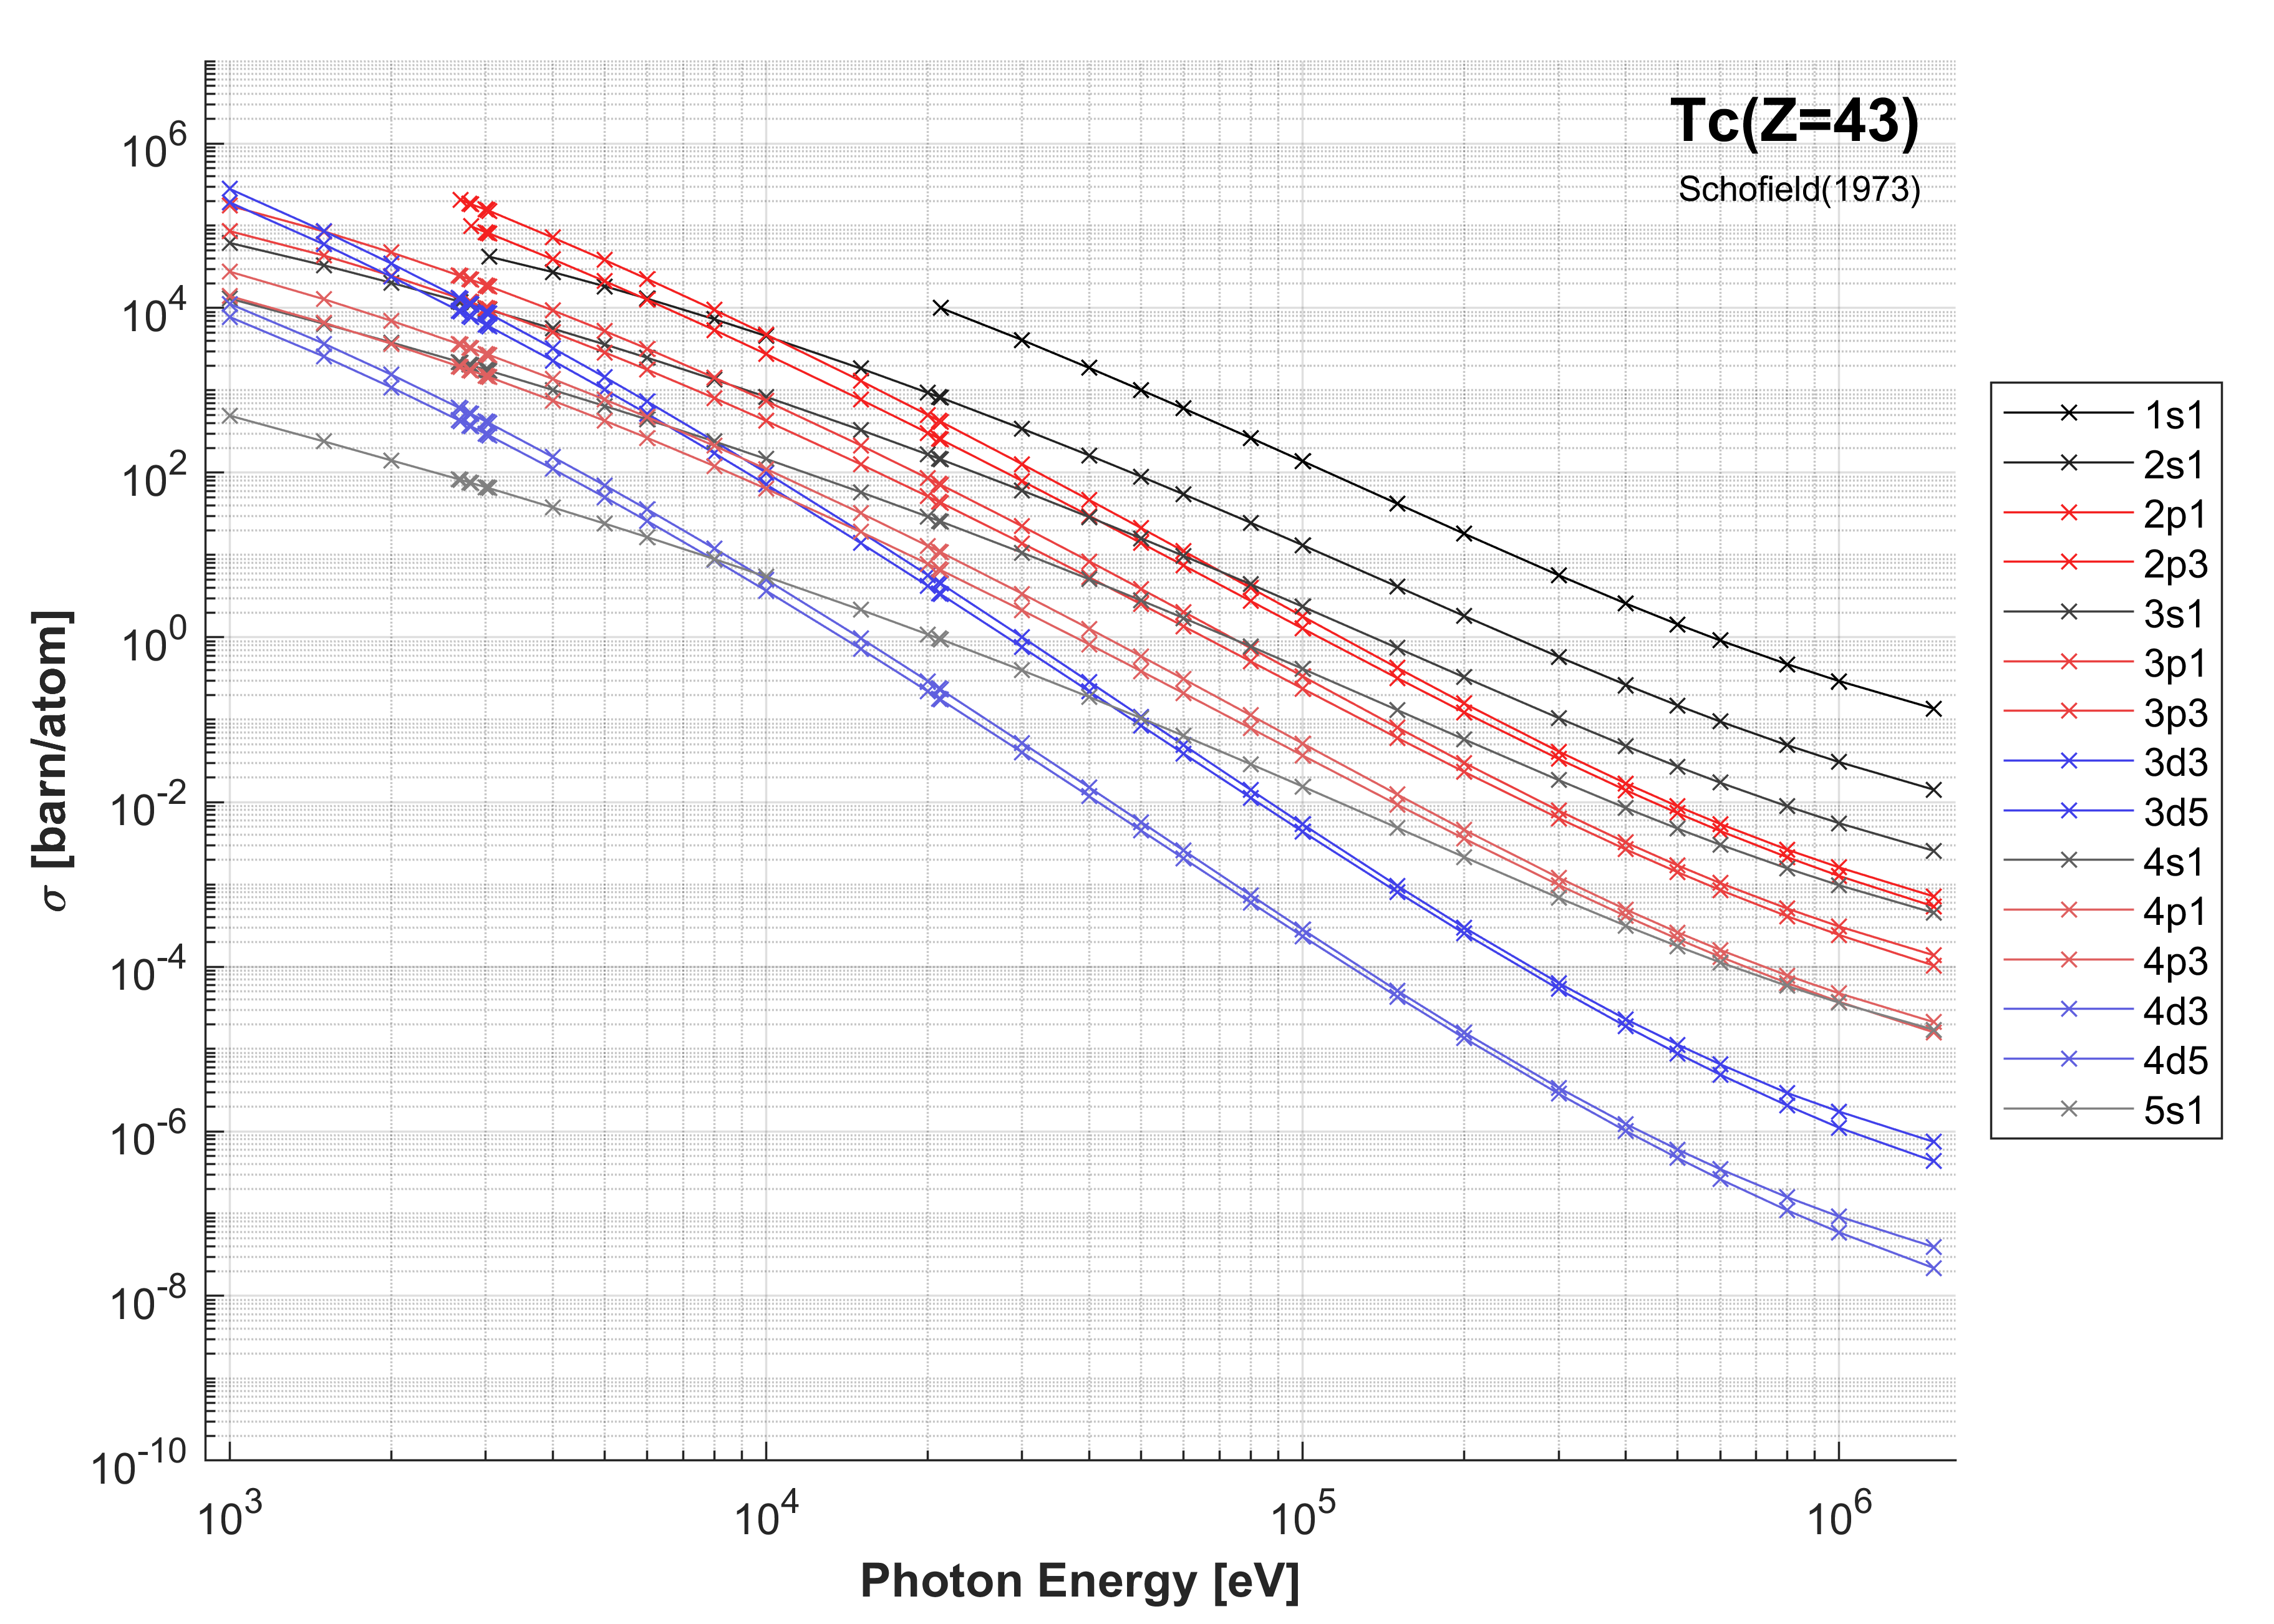 Tc(Z=43)
Schofield(1973)
σ [barn/atom]
10^6
10^4
10^2
10^0
10^-2
10^-4
10^-6
10^-8
10^-10
10^3
10^4
10^5
10^6
Photon Energy [eV]
1s1
2s1
2p1
2p3
3s1
3p1
3p3
3d3
3d5
4s1
4p1
4p3
4d3
4d5
5s1